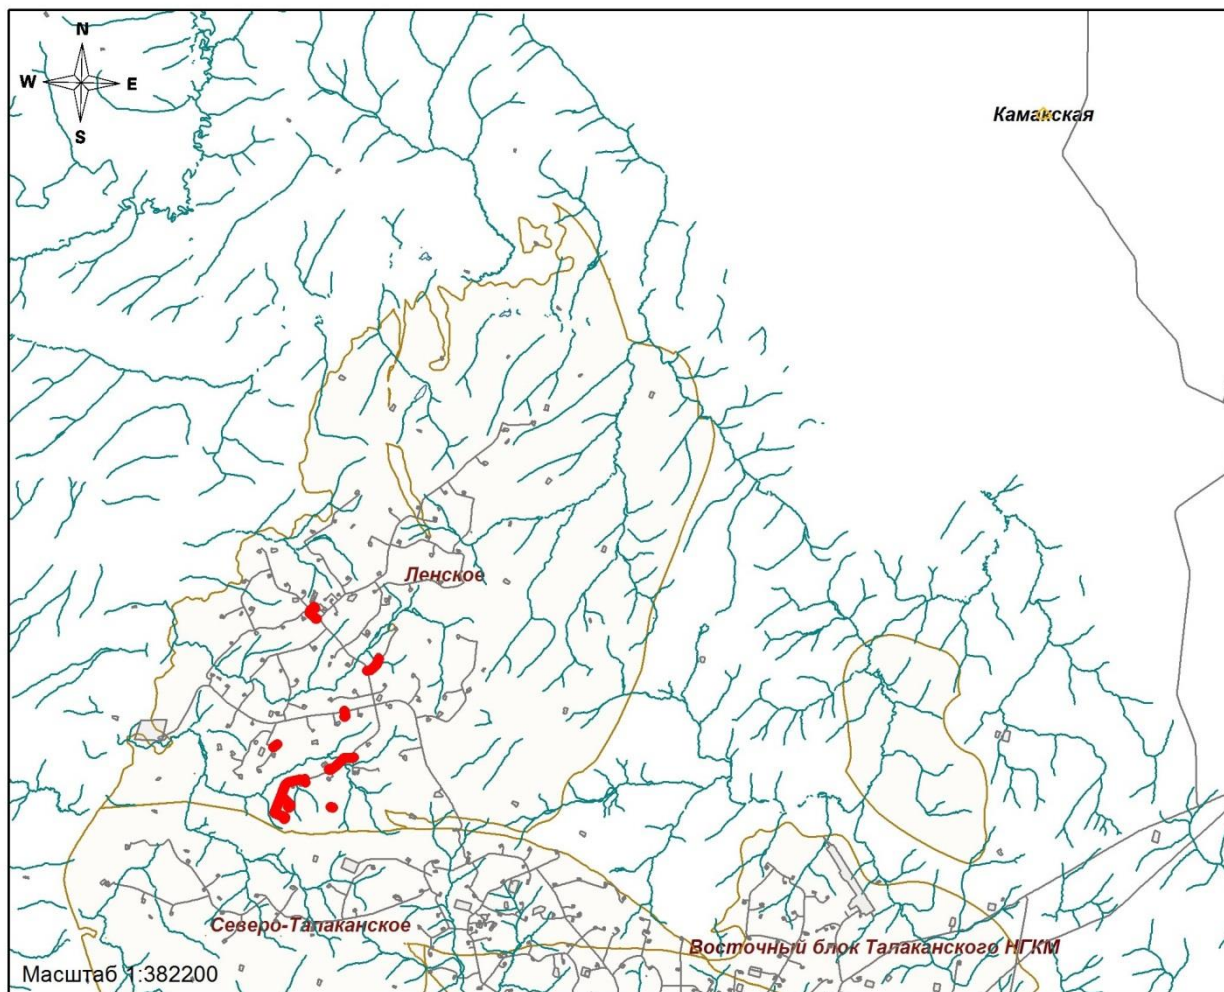 N
W E
S
Камакская
Ленское
Северо-Талаканское
Восточный блок Талаканского НГКМ
Масштаб 1:382200